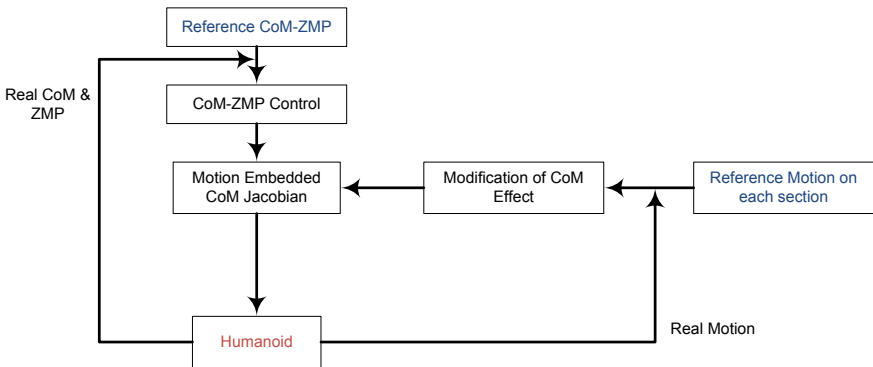 Reference CoM-ZMP
Real CoM &
ZMP
CoM-ZMP Control
Motion Embedded
CoM Jacobian
Modification of CoM
Effect
Reference Motion on
each section
Humanoid
Real Motion